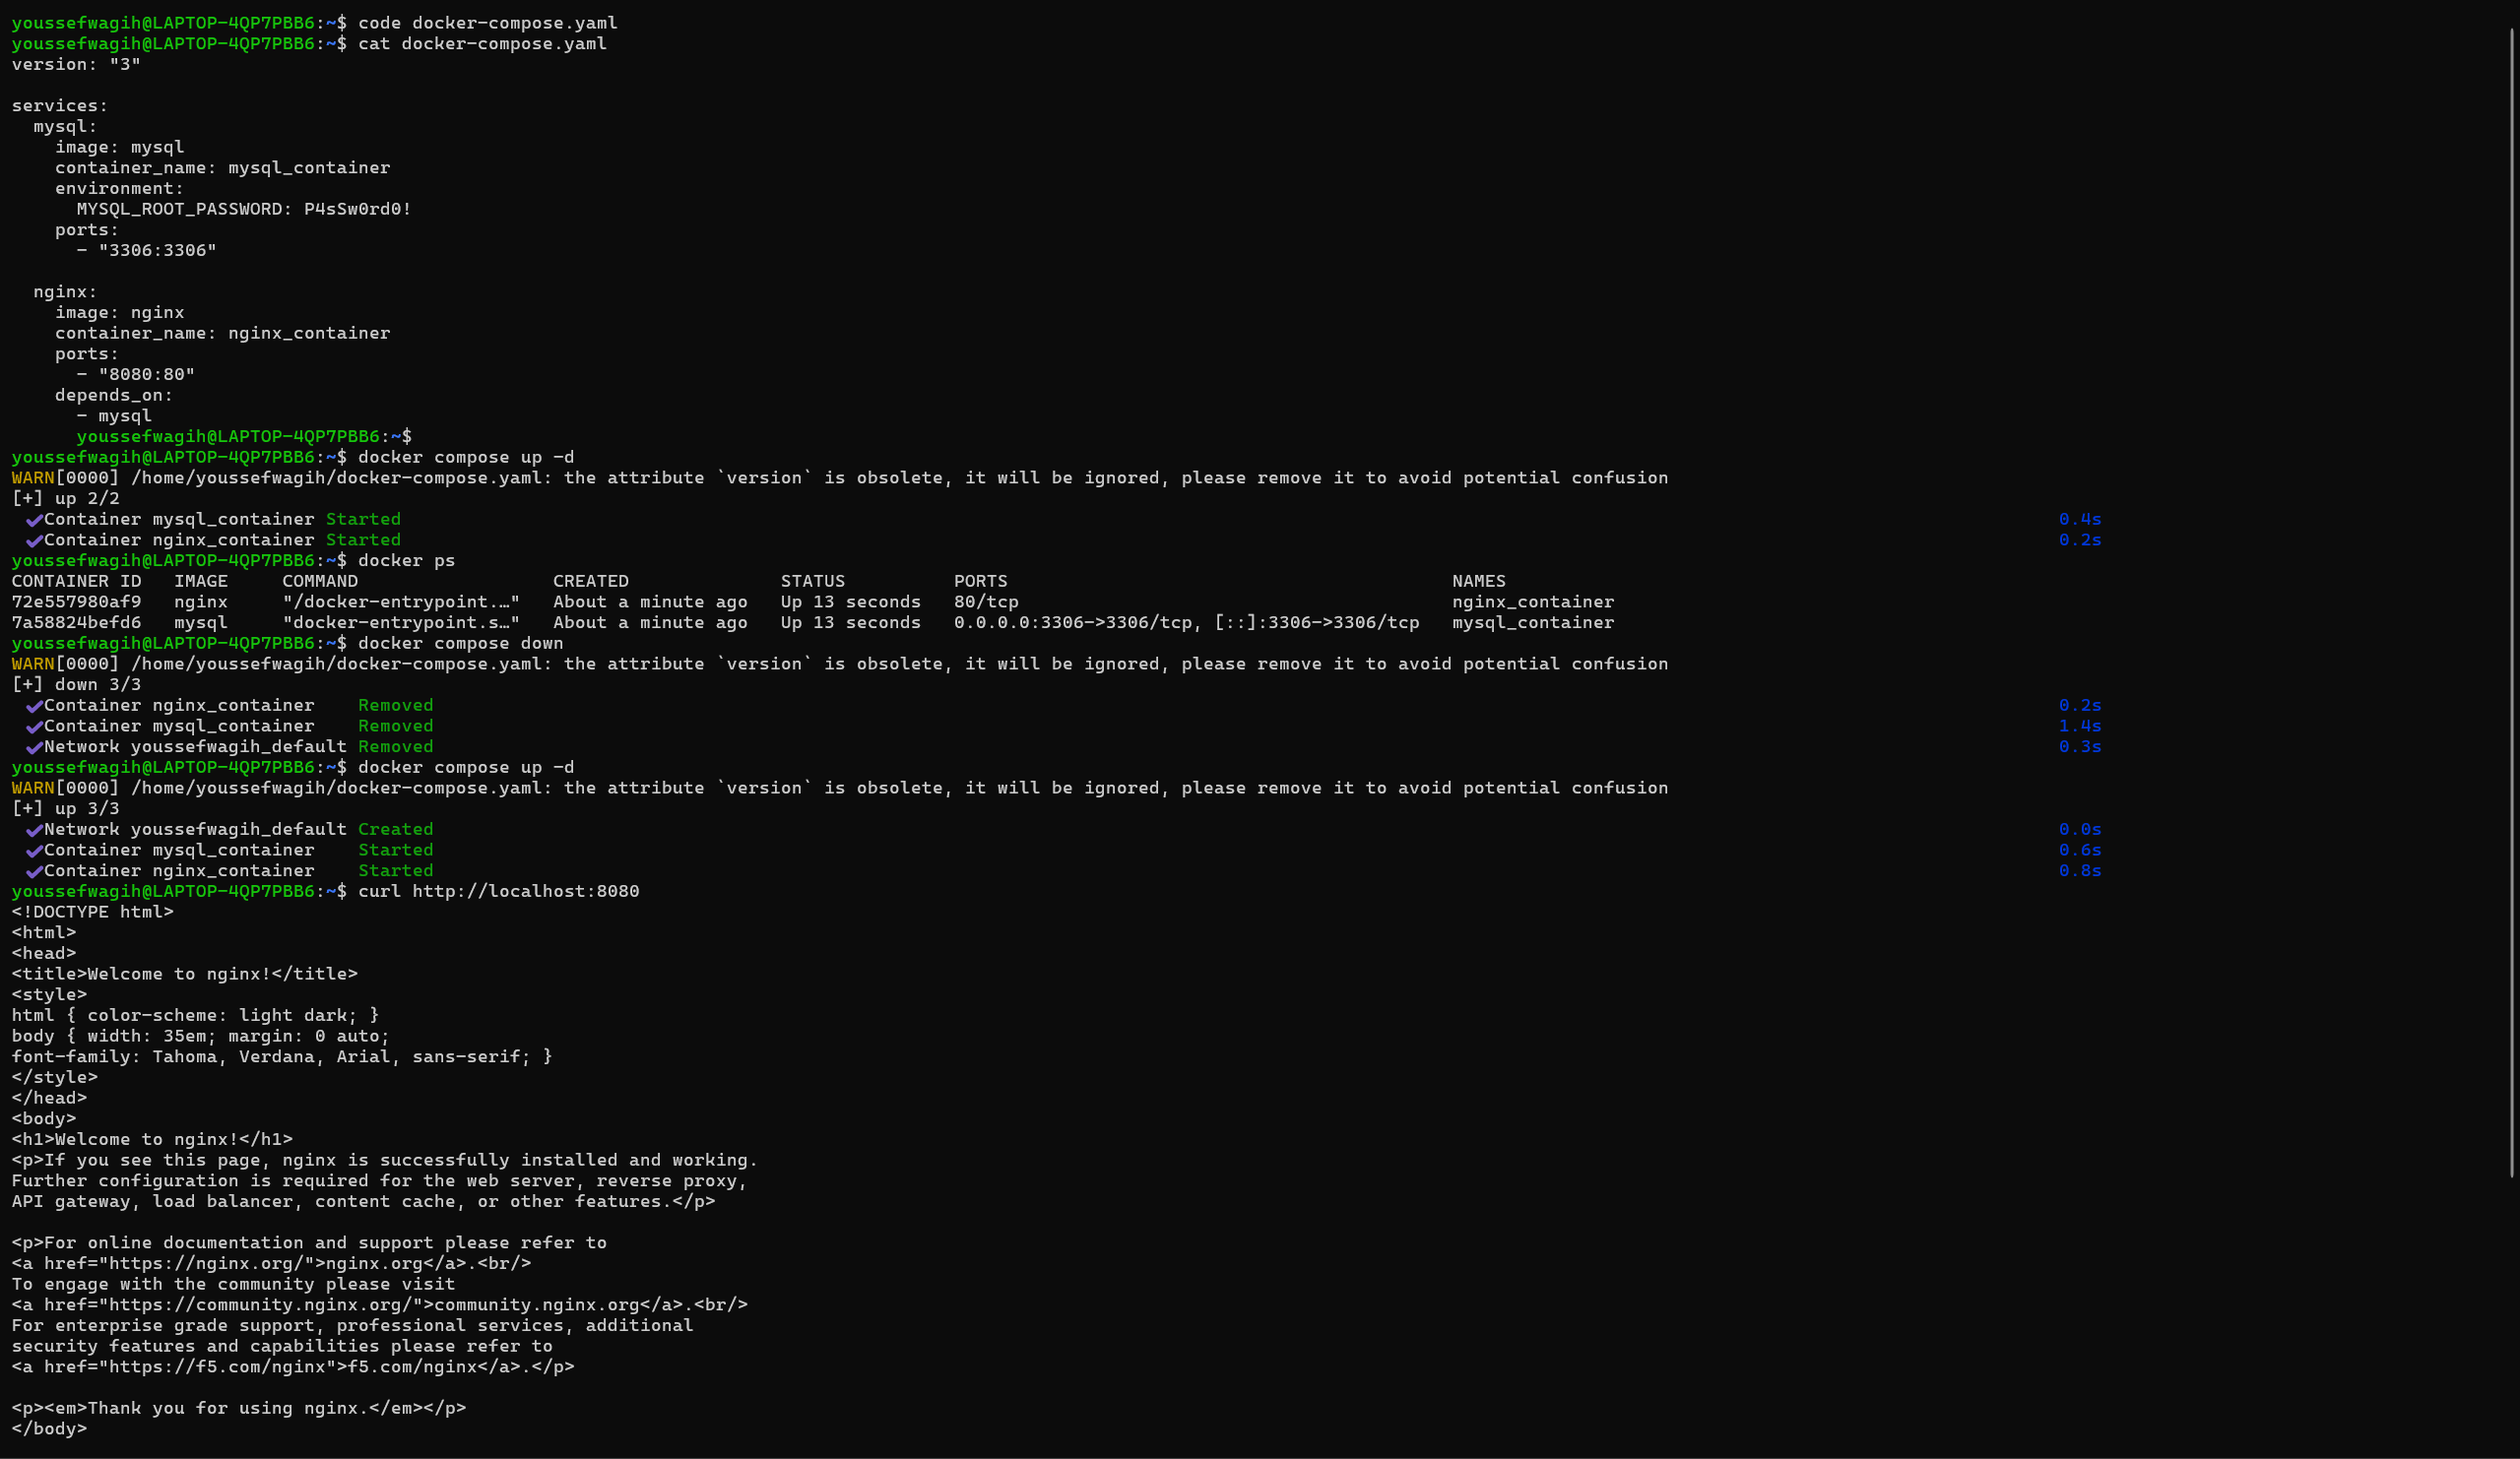 youssefwagih@LAPTOP-4QP7PBB6:~$ code docker-compose.yaml
youssefwagih@LAPTOP-4QP7PBB6:~$ cat docker-compose.yaml
version: "3"

services:
  mysql:
    image: mysql
    container_name: mysql_container
    environment:
      MYSQL_ROOT_PASSWORD: P4sSw0rd0!
    ports:
      - "3306:3306"

  nginx:
    image: nginx
    container_name: nginx_container
    ports:
      - "8080:80"
    depends_on:
      - mysql
      youssefwagih@LAPTOP-4QP7PBB6:~$
youssefwagih@LAPTOP-4QP7PBB6:~$ docker compose up -d
WARN[0000] /home/youssefwagih/docker-compose.yaml: the attribute `version` is obsolete, it will be ignored, please remove it to avoid potential confusion
[+] up 2/2
 ✔Container mysql_container Started 0.4s
 ✔Container nginx_container Started 0.2s
youssefwagih@LAPTOP-4QP7PBB6:~$ docker ps
CONTAINER ID   IMAGE     COMMAND                  CREATED              STATUS          PORTS                                         NAMES
72e557980af9   nginx     "/docker-entrypoint.…"   About a minute ago   Up 13 seconds   80/tcp                                        nginx_container
7a58824befd6   mysql     "docker-entrypoint.s…"   About a minute ago   Up 13 seconds   0.0.0.0:3306->3306/tcp, [::]:3306->3306/tcp   mysql_container
youssefwagih@LAPTOP-4QP7PBB6:~$ docker compose down
WARN[0000] /home/youssefwagih/docker-compose.yaml: the attribute `version` is obsolete, it will be ignored, please remove it to avoid potential confusion
[+] down 3/3
 ✔Container nginx_container    Removed 0.2s
 ✔Container mysql_container    Removed 1.4s
 ✔Network youssefwagih_default Removed 0.3s
youssefwagih@LAPTOP-4QP7PBB6:~$ docker compose up -d
WARN[0000] /home/youssefwagih/docker-compose.yaml: the attribute `version` is obsolete, it will be ignored, please remove it to avoid potential confusion
[+] up 3/3
 ✔Network youssefwagih_default Created 0.0s
 ✔Container mysql_container    Started 0.6s
 ✔Container nginx_container    Started 0.8s
youssefwagih@LAPTOP-4QP7PBB6:~$ curl http://localhost:8080
<!DOCTYPE html>
<html>
<head>
<title>Welcome to nginx!</title>
<style>
html { color-scheme: light dark; }
body { width: 35em; margin: 0 auto;
font-family: Tahoma, Verdana, Arial, sans-serif; }
</style>
</head>
<body>
<h1>Welcome to nginx!</h1>
<p>If you see this page, nginx is successfully installed and working.
Further configuration is required for the web server, reverse proxy,
API gateway, load balancer, content cache, or other features.</p>

<p>For online documentation and support please refer to
<a href="https://nginx.org/">nginx.org</a>.<br/>
To engage with the community please visit
<a href="https://community.nginx.org/">community.nginx.org</a>.<br/>
For enterprise grade support, professional services, additional
security features and capabilities please refer to
<a href="https://f5.com/nginx">f5.com/nginx</a>.</p>

<p><em>Thank you for using nginx.</em></p>
</body>